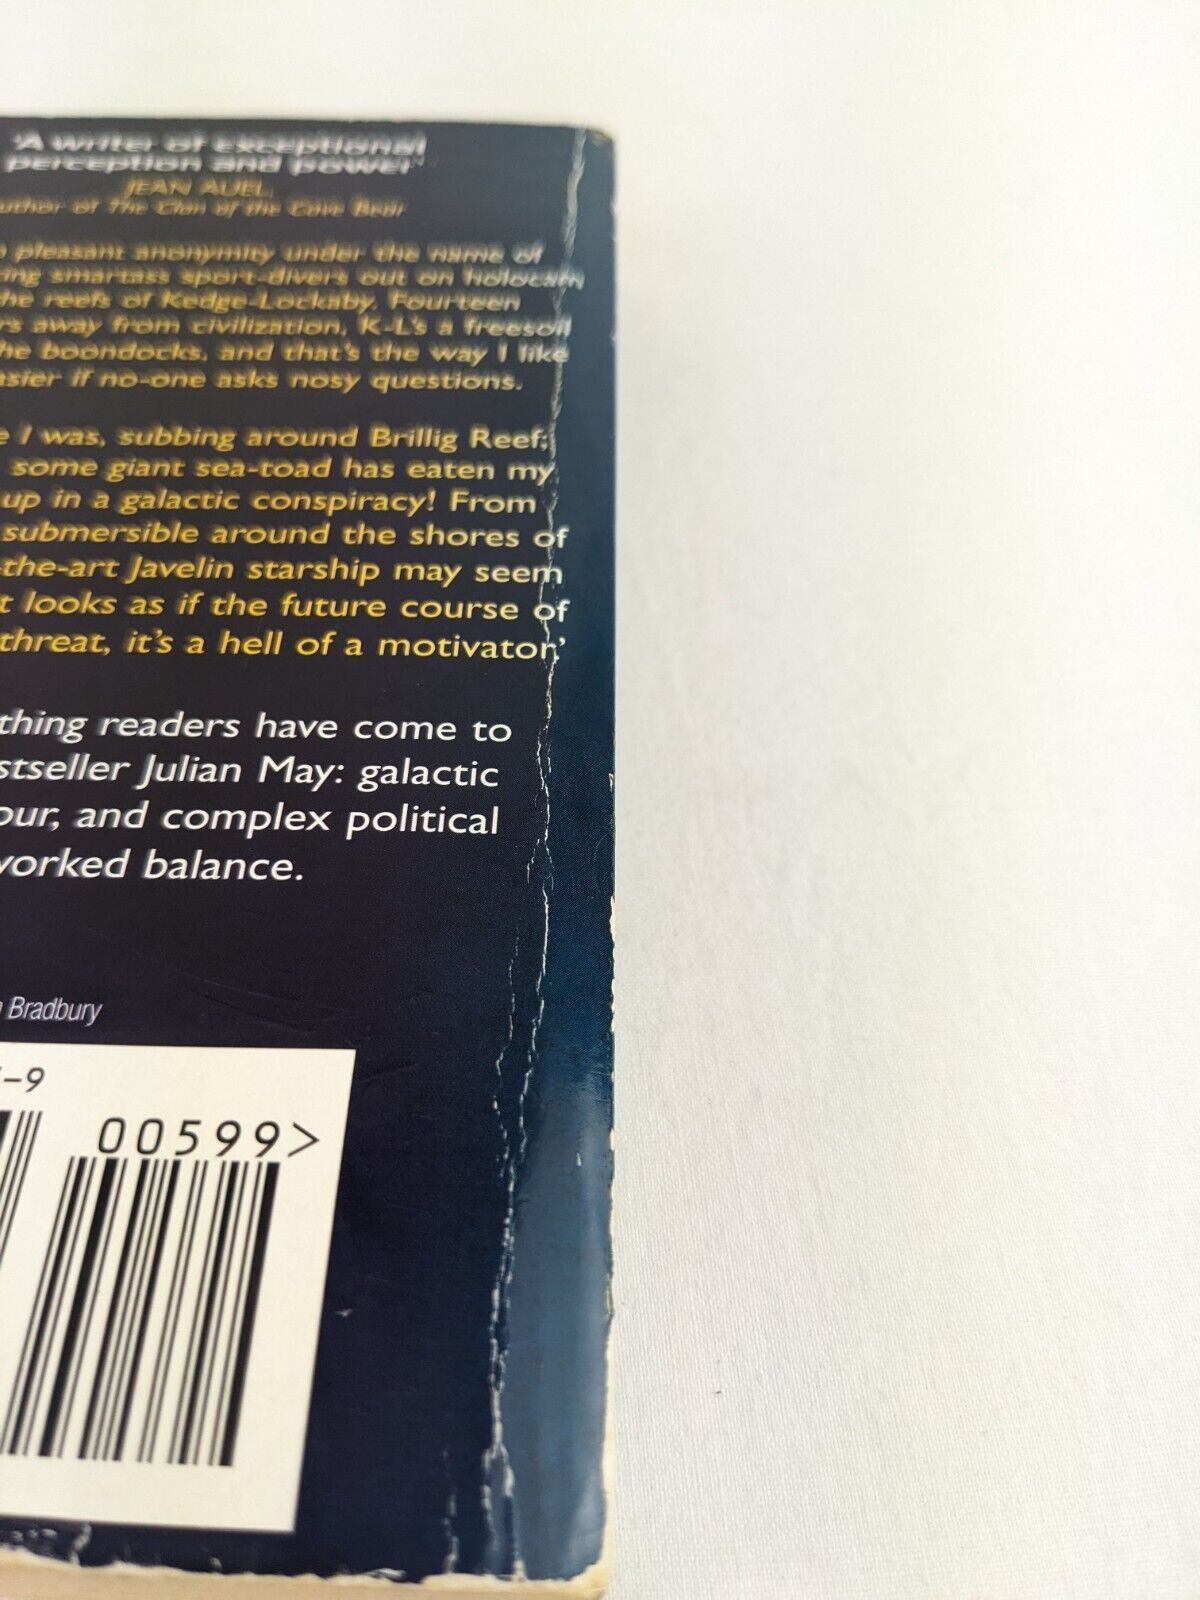 'A writer of exceptional
perception and power'
JEAN AUEL,
author of The Clan of the Cave Bear
pleasant anonymity under the name of
smartass sport-divers out on holocam
reefs of Kedge-Lockaby. Fourteen
away from civilization, K-L's a freesoil
boondocks, and that's the way I like
if no-one asks nosy questions.
I was, subbing around Brillig Reef;
some giant sea-toad has eaten my
up in a galactic conspiracy! From
submersible around the shores of
-the-art Javelin starship may seem
looks as if the future course of
threat, it's a hell of a motivator.'
thing readers have come to
stseller Julian May: galactic
our, and complex political
worked balance.
Bradbury
-9
00599>